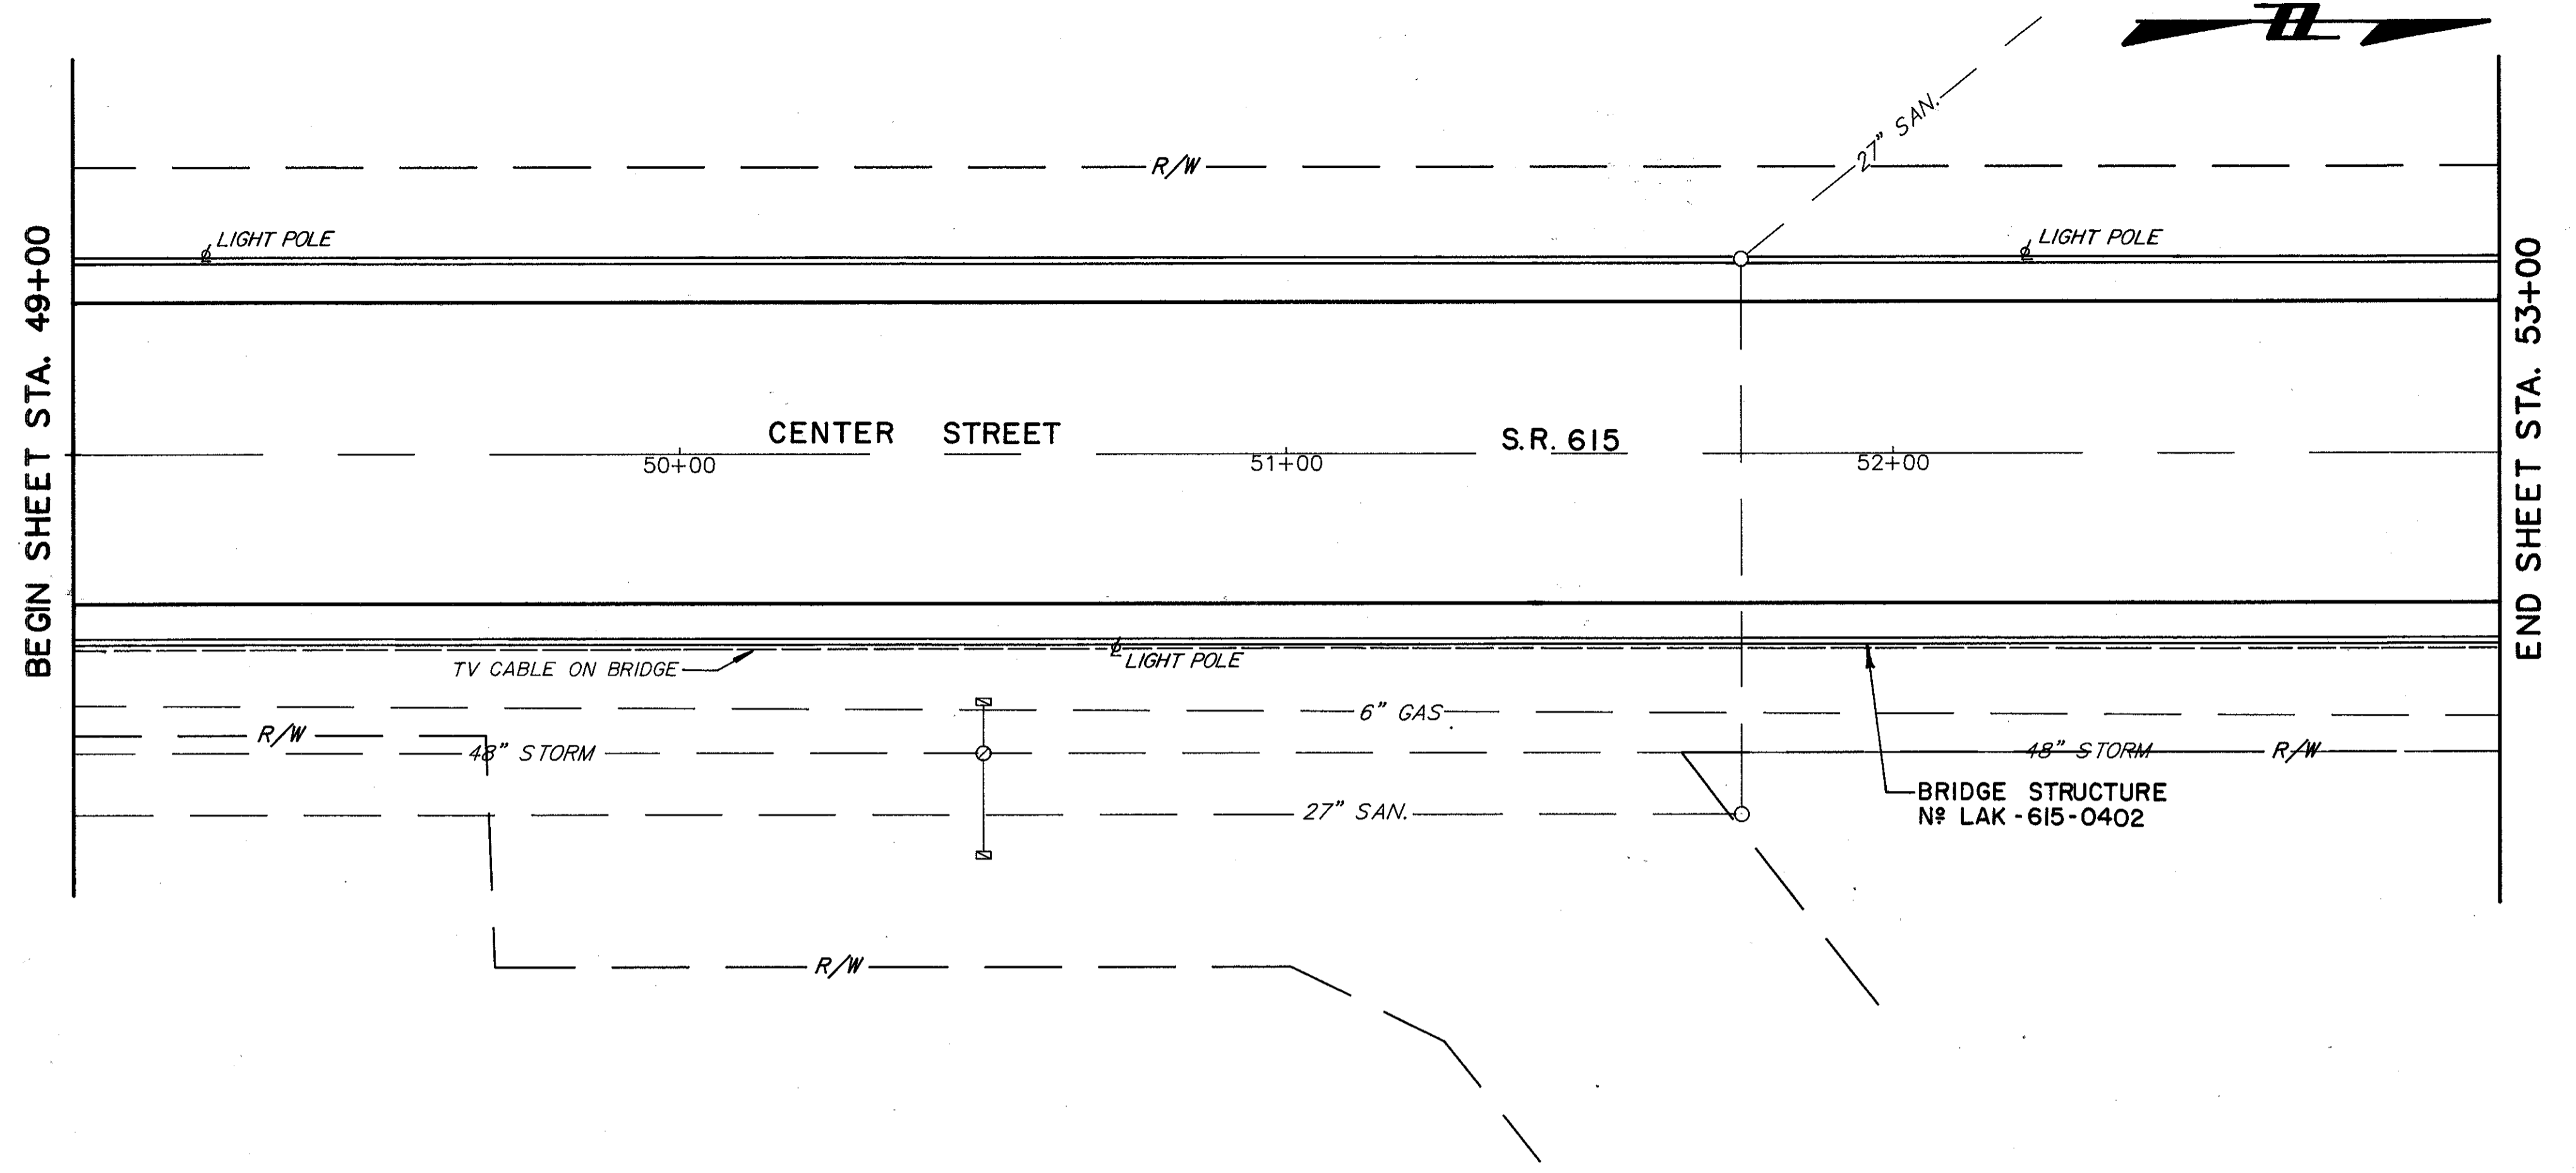 27" SAN.
R/W
LIGHT POLE
LIGHT POLE
BEGIN SHEET STA. 49+00
END SHEET STA. 53+00
CENTER STREET
S.R. 615
50+00
51+00
52+00
TV CABLE ON BRIDGE
LIGHT POLE
6" GAS
R/W
48" STORM
48" STORM
R/W
27" SAN.
BRIDGE STRUCTURE
Nº LAK-615-0402
R/W